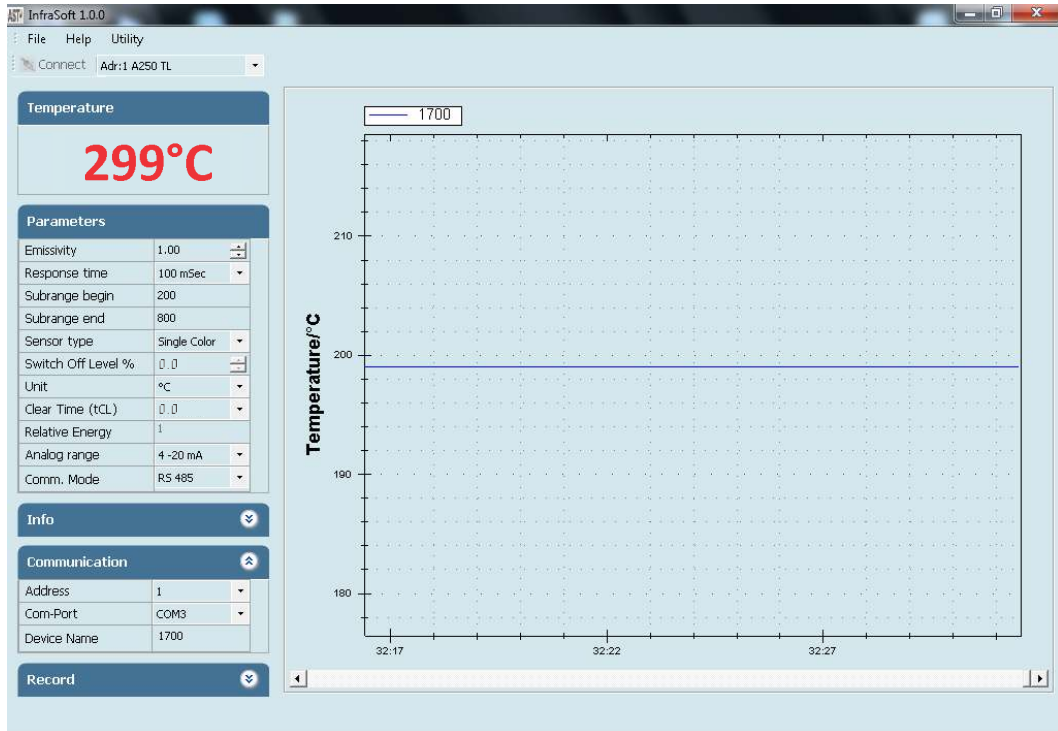 AST InfraSoft 1.0.0
File Help Utility
Connect Adr:1 A250 TL
Temperature
299°C
Parameters
Emissivity 1.00
Response time 100 mSec
Subrange begin 200
Subrange end 800
Sensor type Single Color
Switch Off Level % 0.0
Unit °C
Clear Time (tCL) 0.0
Relative Energy 1
Analog range 4 -20 mA
Comm. Mode RS 485
Info
Communication
Address 1
Com-Port COM3
Device Name 1700
Record
1700
Temperature/°C
210
200
190
180
32:17 32:22 32:27